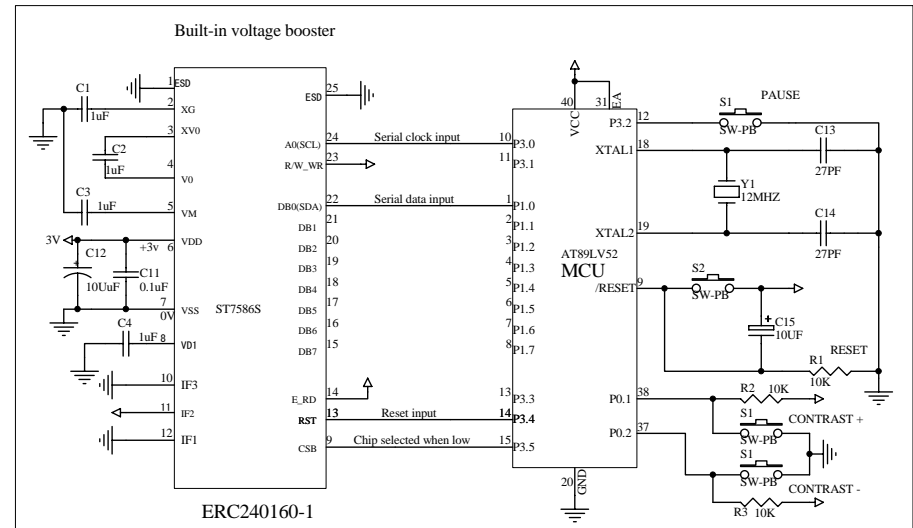 Built-in voltage booster
1 ESD
C1
1uF
2 XG
3 XV0
C2
1uF
4 V0
C3
1uF
5 VM
3V
+3v
6 VDD
C12
10UuF
C11
0.1uF
7 VSS
0V
ST7586S
C4
1uF
8 VD1
10 IF3
11 IF2
12 IF1
ESD 25
A0(SCL) 24
R/W_WR 23
DB0(SDA) 22
DB1 21
DB2 20
DB3 19
DB4 18
DB5 17
DB6 16
DB7 15
E_RD 14
RST 13
CSB 9
ERC240160-1
Serial clock input
Serial data input
Reset input
Chip selected when low
10 P3.0
11 P3.1
1 P1.0
2 P1.1
3 P1.2
4 P1.3
5 P1.4
6 P1.5
7 P1.6
8 P1.7
13 P3.3
14 P3.4
15 P3.5
40 VCC
31 EA
AT89LV52
MCU
20 GND
P3.2 12
XTAL1 18
XTAL2 19
/RESET 9
P0.1 38
P0.2 37
S1
PAUSE
SW-PB
C13
27PF
Y1
12MHZ
C14
27PF
S2
SW-PB
C15
10UF
RESET
R1
10K
R2 10K
S1
CONTRAST +
SW-PB
S1
SW-PB
CONTRAST -
R3 10K